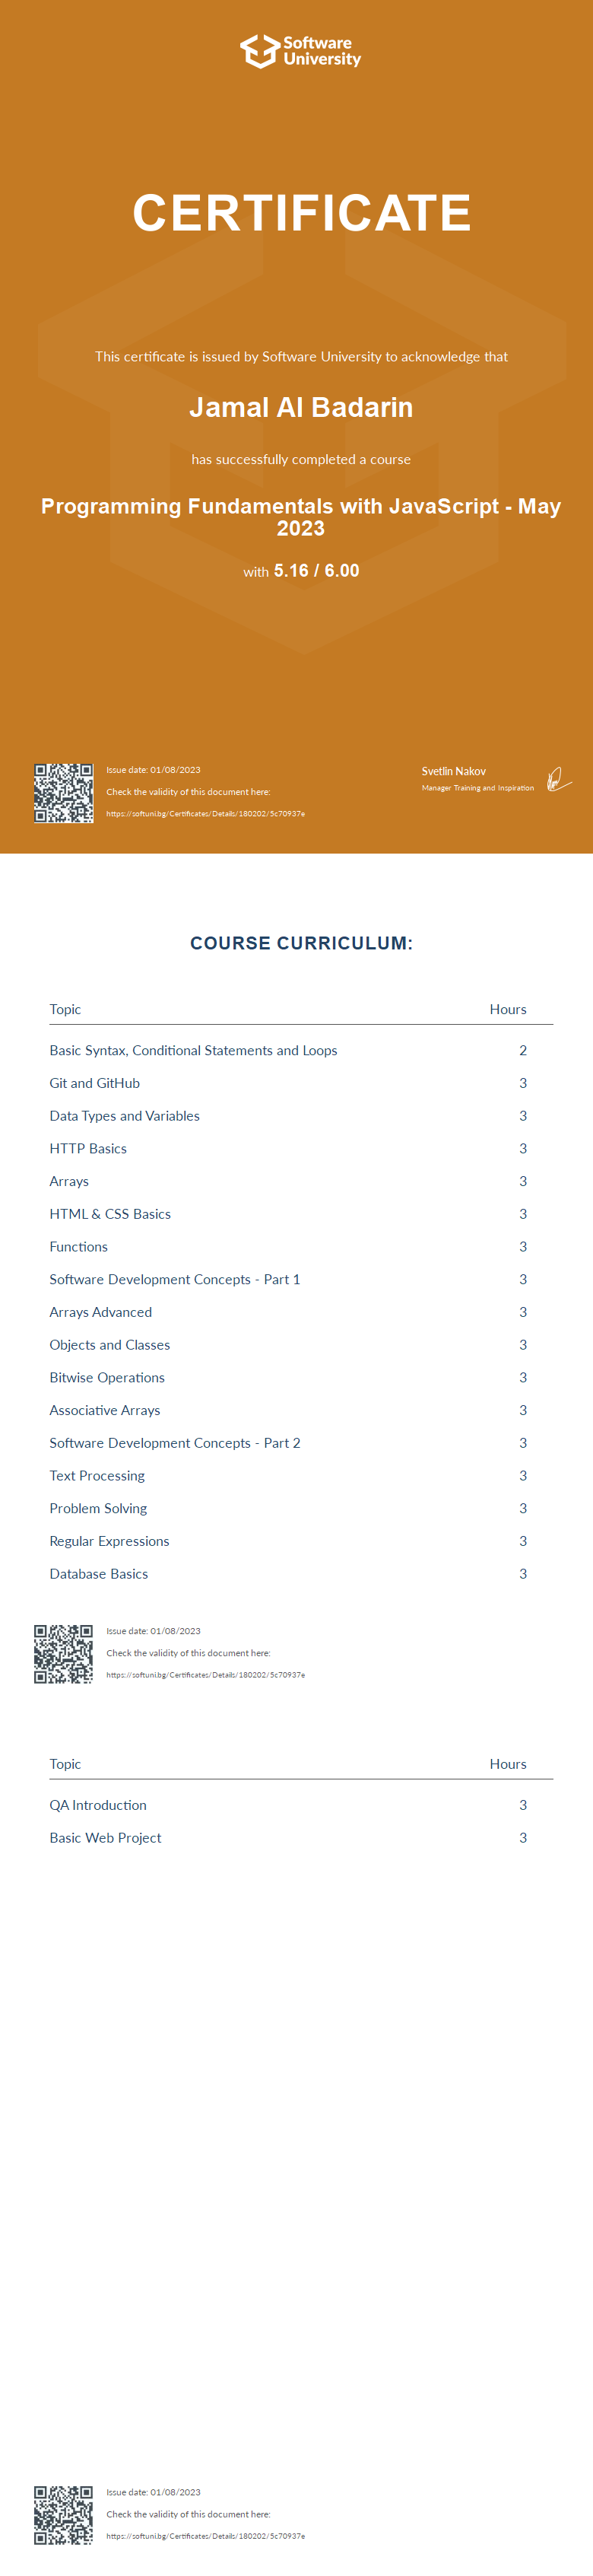 Software
University
CERTIFICATE
This certificate is issued by Software University to acknowledge that
Jamal Al Badarin
has successfully completed a course
Programming Fundamentals with JavaScript - May
2023
with 5.16 / 6.00
Issue date: 01/08/2023
Check the validity of this document here:
https://softuni.bg/Certificates/Details/180202/5c70937e
Svetlin Nakov
Manager Training and Inspiration
COURSE CURRICULUM:
Topic Hours
Basic Syntax, Conditional Statements and Loops 2
Git and GitHub 3
Data Types and Variables 3
HTTP Basics 3
Arrays 3
HTML & CSS Basics 3
Functions 3
Software Development Concepts - Part 1 3
Arrays Advanced 3
Objects and Classes 3
Bitwise Operations 3
Associative Arrays 3
Software Development Concepts - Part 2 3
Text Processing 3
Problem Solving 3
Regular Expressions 3
Database Basics 3
Issue date: 01/08/2023
Check the validity of this document here:
https://softuni.bg/Certificates/Details/180202/5c70937e
Topic Hours
QA Introduction 3
Basic Web Project 3
Issue date: 01/08/2023
Check the validity of this document here:
https://softuni.bg/Certificates/Details/180202/5c70937e